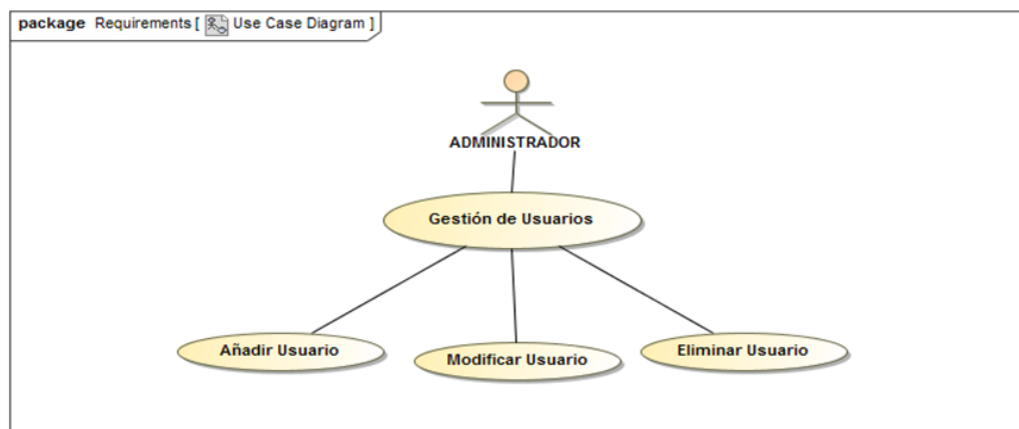 package Requirements [ Use Case Diagram ]
ADMINISTRADOR
Gestión de Usuarios
Añadir Usuario
Modificar Usuario
Eliminar Usuario